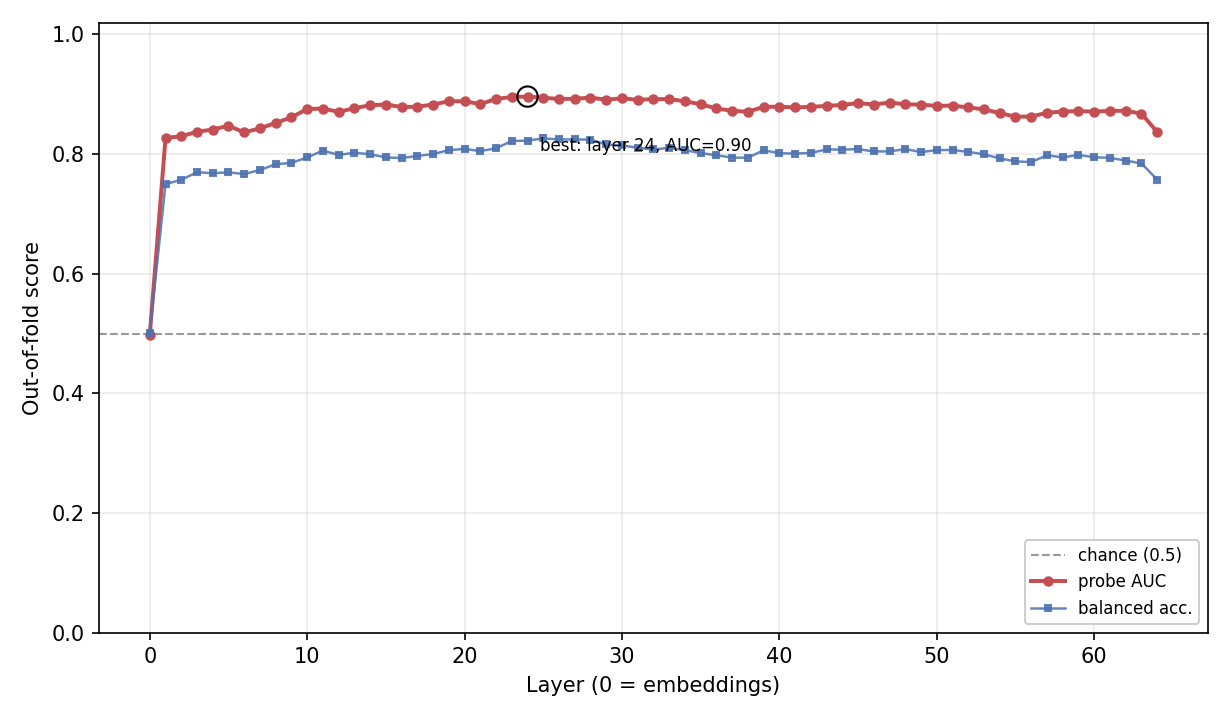 1.0
0.8
0.6
0.4
0.2
0.0
Out-of-fold score
best: layer 24, AUC=0.90
chance (0.5)
probe AUC
balanced acc.
0 10 20 30 40 50 60
Layer (0 = embeddings)